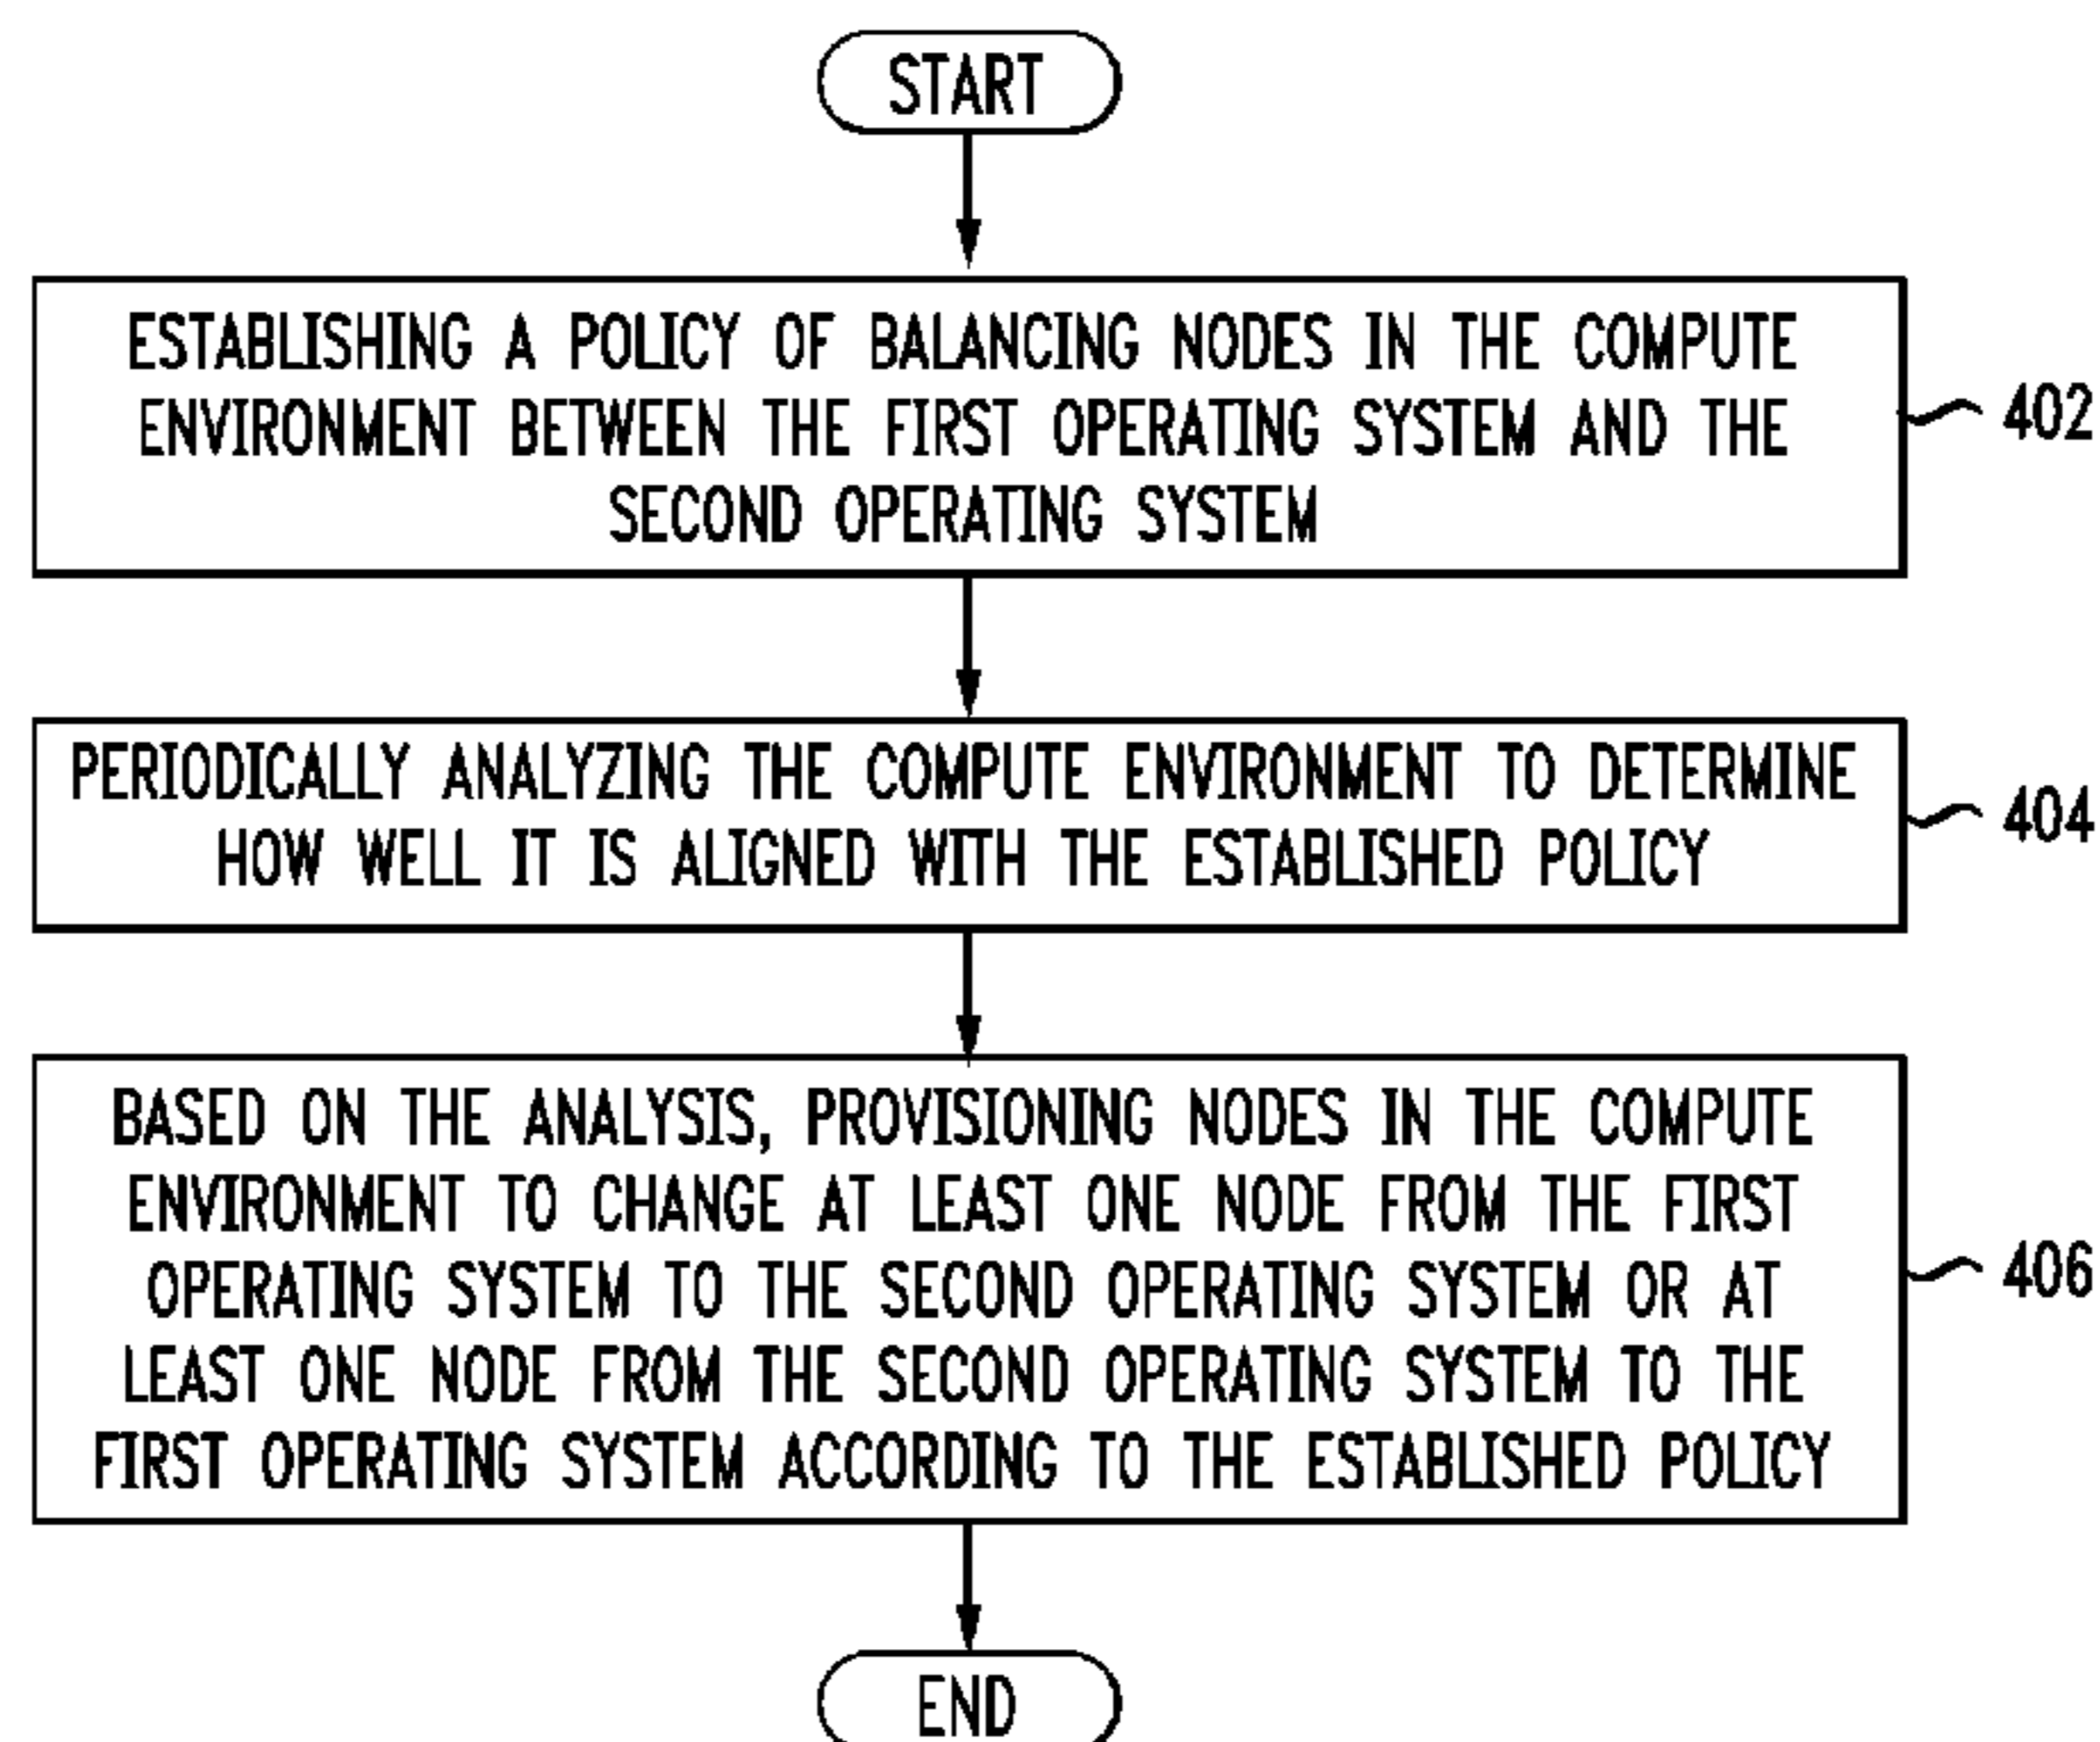 START
ESTABLISHING A POLICY OF BALANCING NODES IN THE COMPUTE
ENVIRONMENT BETWEEN THE FIRST OPERATING SYSTEM AND THE
SECOND OPERATING SYSTEM
402
PERIODICALLY ANALYZING THE COMPUTE ENVIRONMENT TO DETERMINE
HOW WELL IT IS ALIGNED WITH THE ESTABLISHED POLICY
404
BASED ON THE ANALYSIS, PROVISIONING NODES IN THE COMPUTE
ENVIRONMENT TO CHANGE AT LEAST ONE NODE FROM THE FIRST
OPERATING SYSTEM TO THE SECOND OPERATING SYSTEM OR AT
LEAST ONE NODE FROM THE SECOND OPERATING SYSTEM TO THE
FIRST OPERATING SYSTEM ACCORDING TO THE ESTABLISHED POLICY
406
END